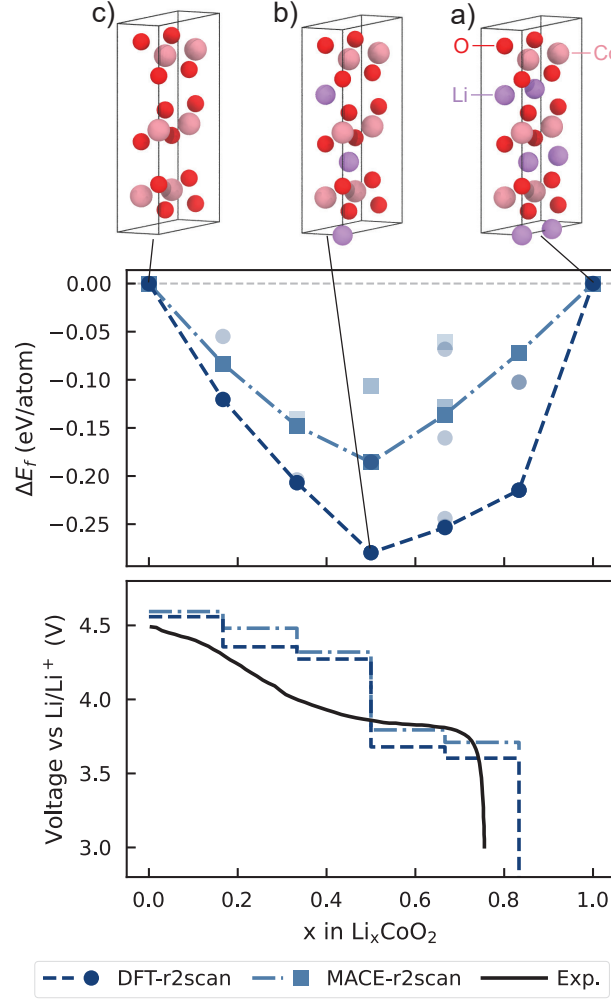 c) b) a)
O
Li
0.00
−0.05
−0.10
−0.15
−0.20
−0.25
ΔE_f (eV/atom)
4.5
4.0
3.5
3.0
Voltage vs Li/Li⁺ (V)
0.0 0.2 0.4 0.6 0.8 1.0
x in LiₓCoO₂
DFT-r2scan MACE-r2scan Exp.